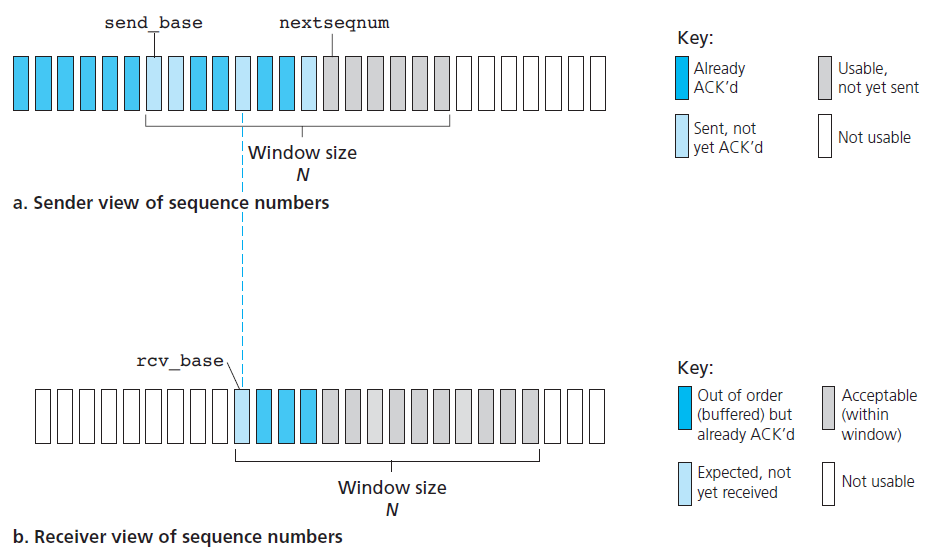 send_base
nextseqnum
Key:
Already
ACK’d
Usable,
not yet sent
Sent, not
yet ACK’d
Not usable
Window size
N
a. Sender view of sequence numbers
rcv_base
Key:
Out of order
(buffered) but
already ACK’d
Acceptable
(within
window)
Expected, not
yet received
Not usable
Window size
N
b. Receiver view of sequence numbers